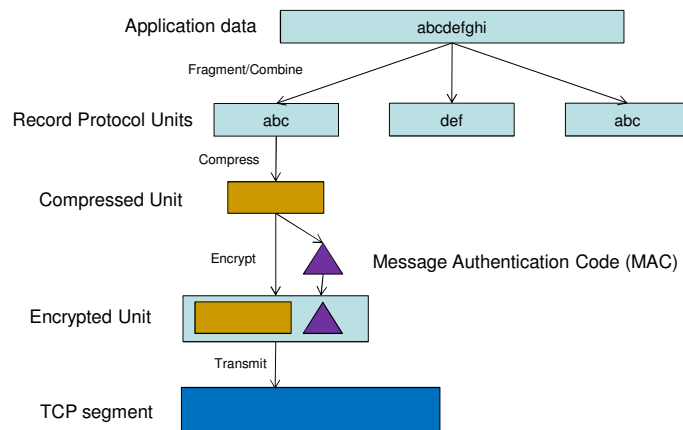 Application data
abcdefghi
Fragment/Combine
Record Protocol Units
abc
def
abc
Compress
Compressed Unit
Encrypt
Message Authentication Code (MAC)
Encrypted Unit
Transmit
TCP segment